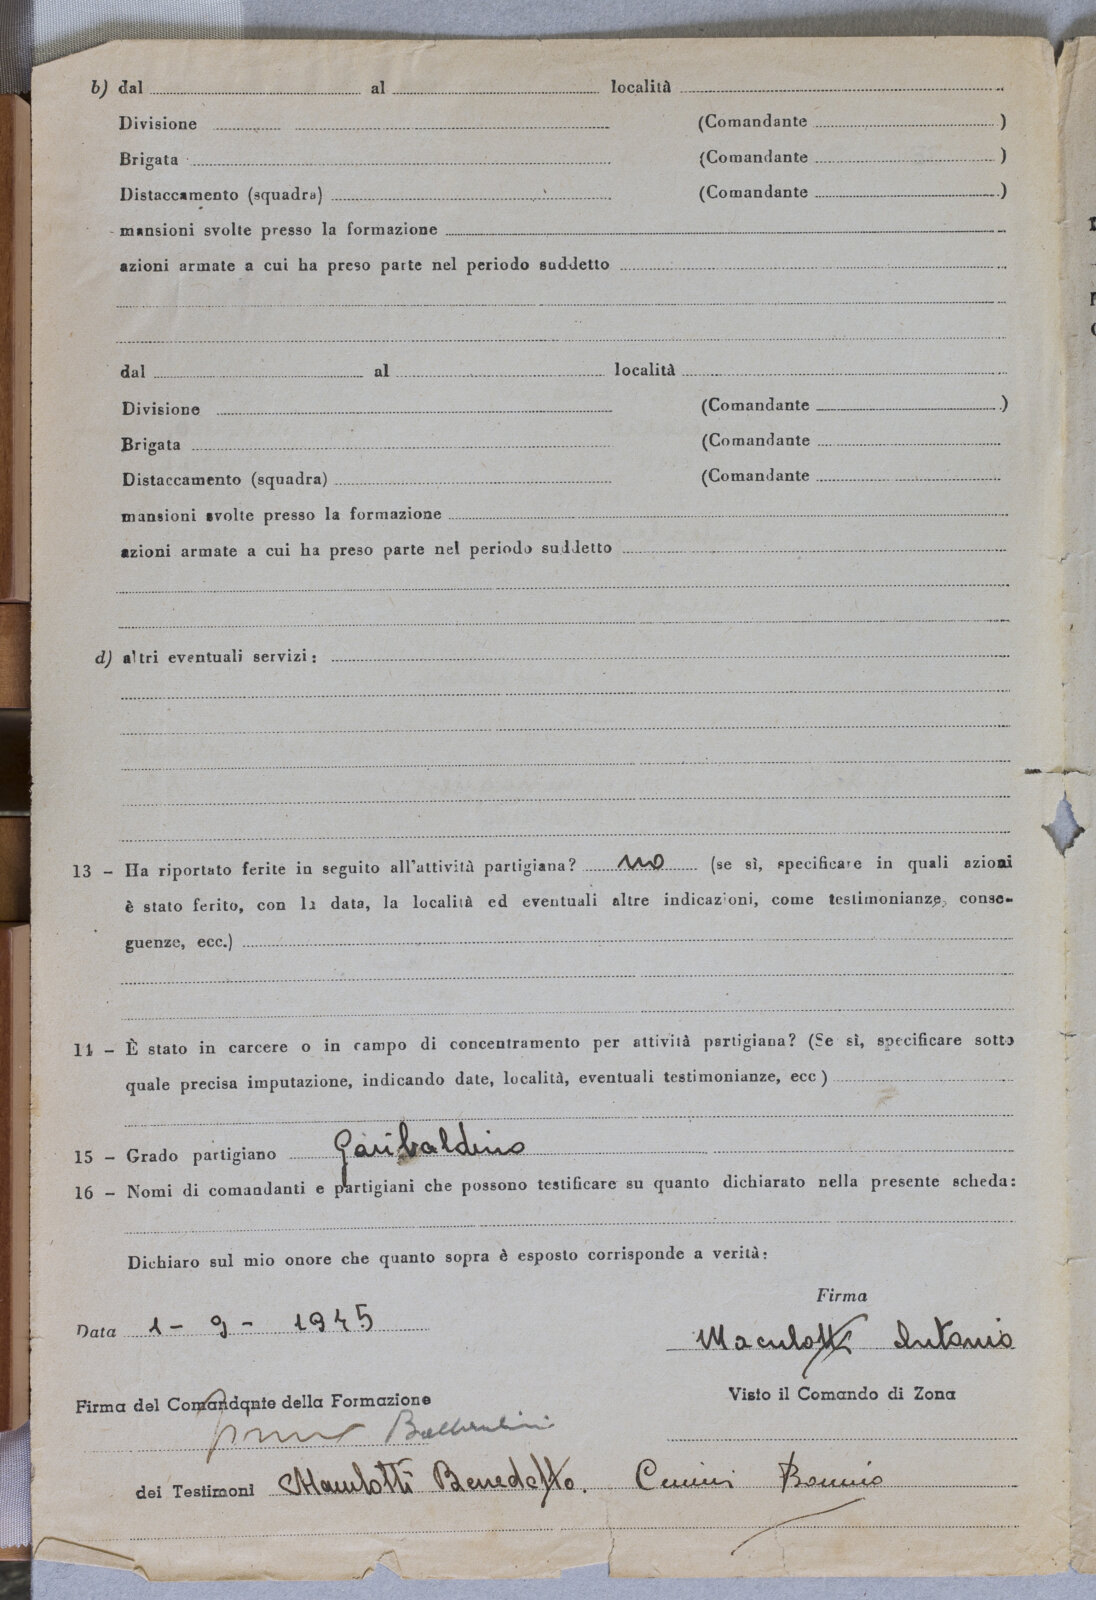 b) dal al località
Divisione (Comandante )
Brigata (Comandante )
Distaccamento (squadra) (Comandante )
mansioni svolte presso la formazione
azioni armate a cui ha preso parte nel periodo suddetto
dal al località
Divisione (Comandante )
Brigata (Comandante
Distaccamento (squadra) (Comandante
mansioni svolte presso la formazione
azioni armate a cui ha preso parte nel periodo suddetto
d) altri eventuali servizi:
13 - Ha riportato ferite in seguito all'attività partigiana? no (se sì, specificare in quali azioni
è stato ferito, con la data, la località ed eventuali altre indicazioni, come testimonianze, conse-
guenze, ecc.)
14 - È stato in carcere o in campo di concentramento per attività partigiana? (Se sì, specificare sotto
quale precisa imputazione, indicando date, località, eventuali testimonianze, ecc )
15 - Grado partigiano Garibaldino
16 - Nomi di comandanti e partigiani che possono testificare su quanto dichiarato nella presente scheda:
Dichiaro sul mio onore che quanto sopra è esposto corrisponde a verità:
Firma
Data 1 - 9 - 1945
Maculotti Antonio
Firma del Comandante della Formazione Visto il Comando di Zona
dei Testimoni Maculotti Benedetto.